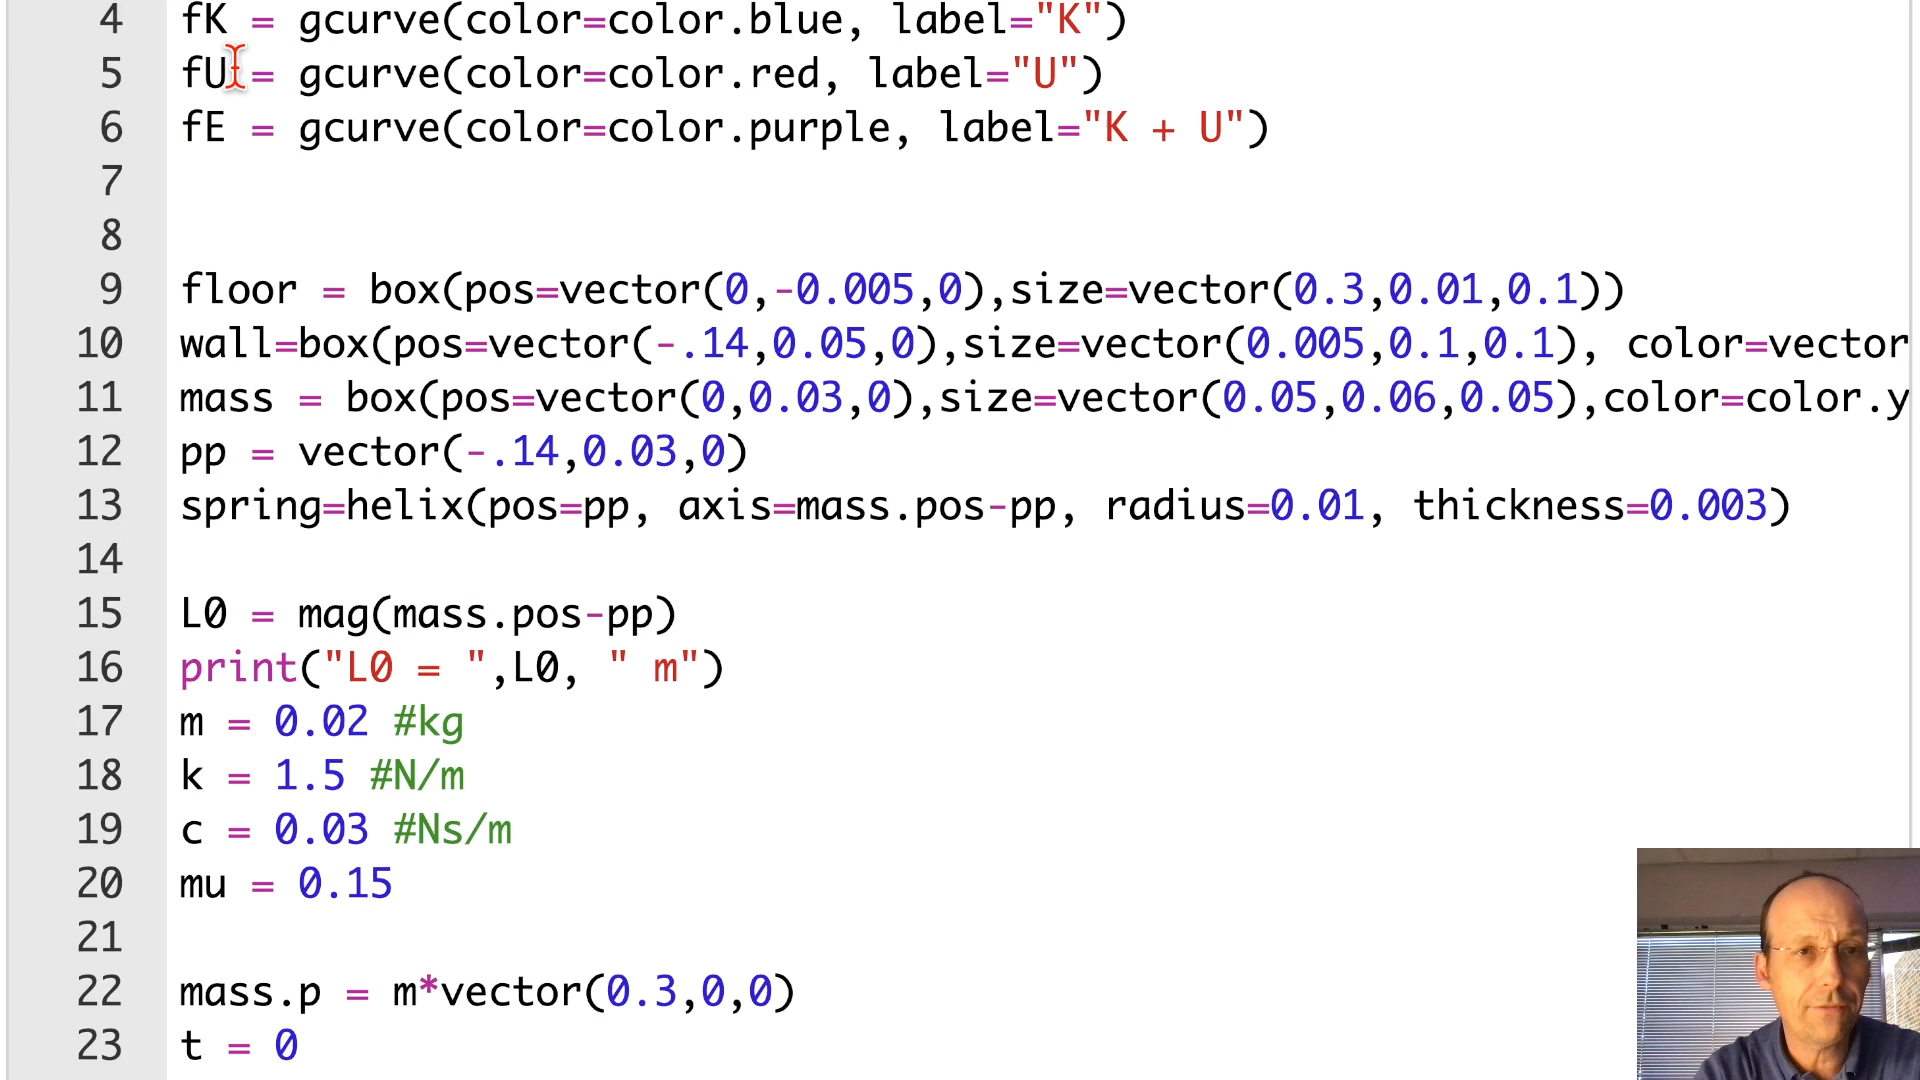 4 fK = gcurve(color=color.blue, label="K")
5 fU = gcurve(color=color.red, label="U")
6 fE = gcurve(color=color.purple, label="K + U")
7
8
9 floor = box(pos=vector(0,-0.005,0),size=vector(0.3,0.01,0.1))
10 wall=box(pos=vector(-.14,0.05,0),size=vector(0.005,0.1,0.1), color=vector
11 mass = box(pos=vector(0,0.03,0),size=vector(0.05,0.06,0.05),color=color.y
12 pp = vector(-.14,0.03,0)
13 spring=helix(pos=pp, axis=mass.pos-pp, radius=0.01, thickness=0.003)
14
15 L0 = mag(mass.pos-pp)
16 print("L0 = ",L0, " m")
17 m = 0.02 #kg
18 k = 1.5 #N/m
19 c = 0.03 #Ns/m
20 mu = 0.15
21
22 mass.p = m*vector(0.3,0,0)
23 t = 0